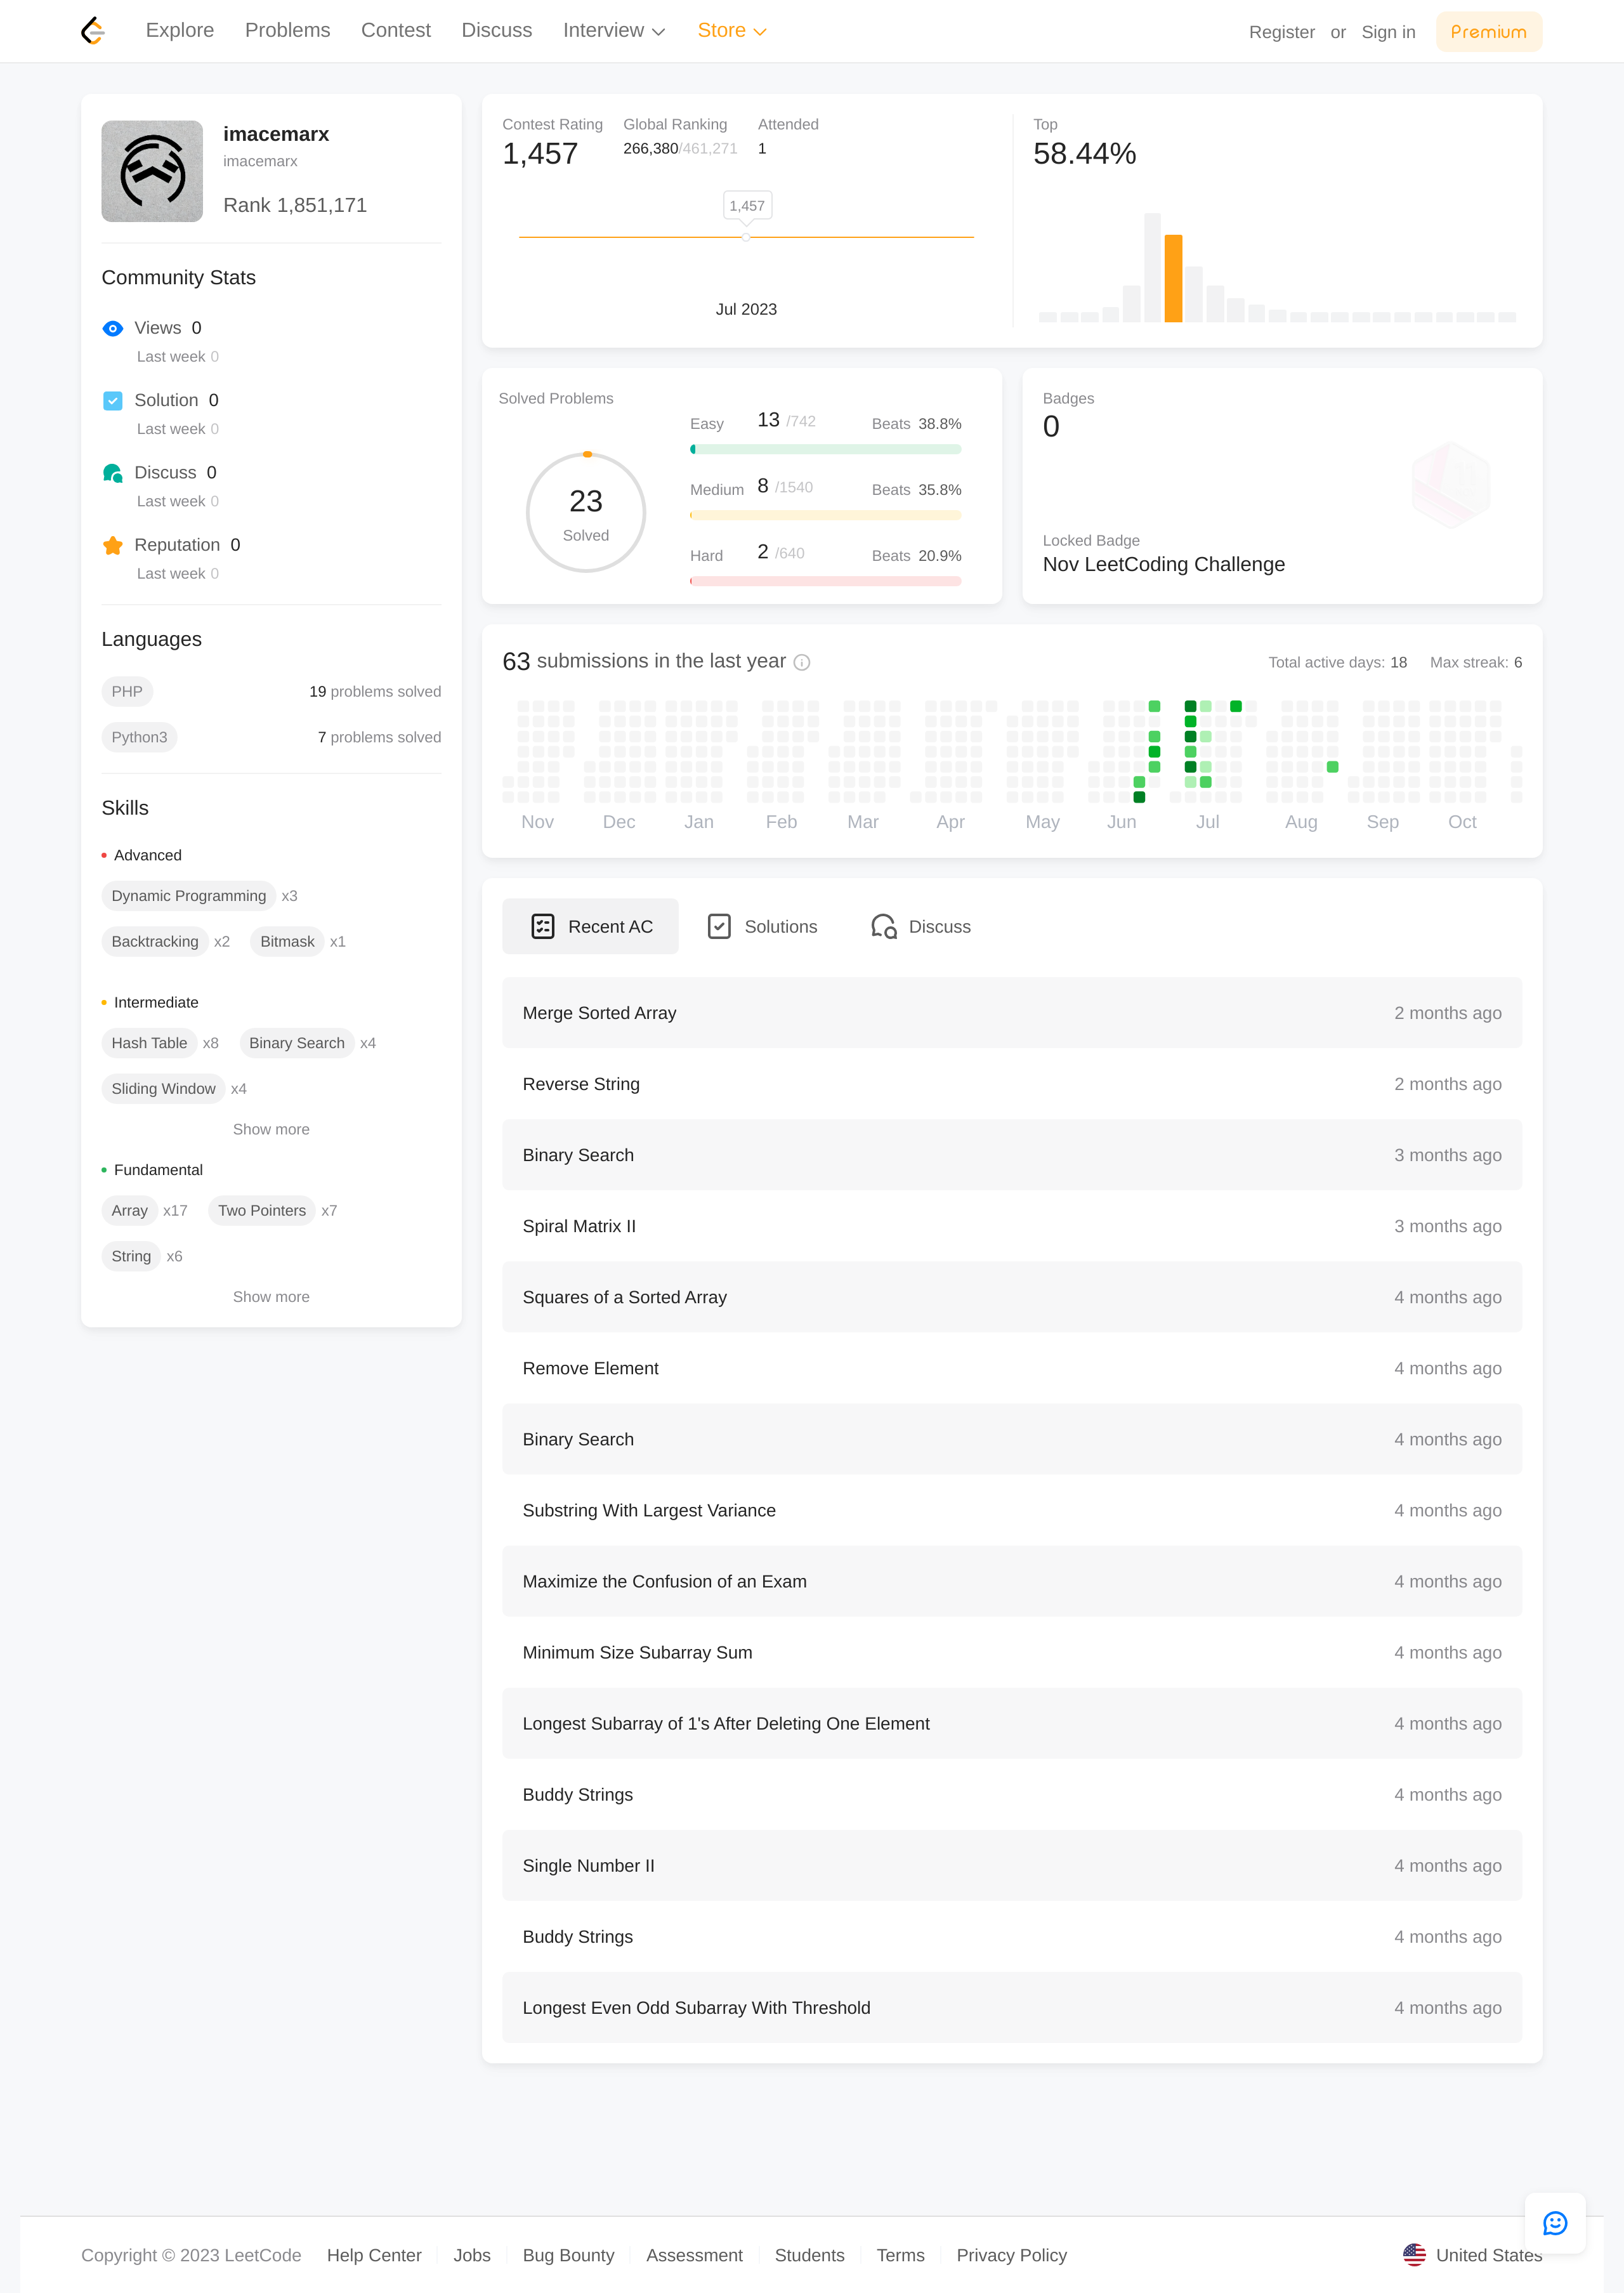 Explore Problems Contest Discuss Interview Store Register or Sign in Premium
imacemarx
imacemarx
Rank 1,851,171
Community Stats
Views 0
Last week 0
Solution 0
Last week 0
Discuss 0
Last week 0
Reputation 0
Last week 0
Languages
PHP 19 problems solved
Python3 7 problems solved
Skills
Advanced
Dynamic Programming x3
Backtracking x2 Bitmask x1
Intermediate
Hash Table x8 Binary Search x4
Sliding Window x4
Show more
Fundamental
Array x17 Two Pointers x7
String x6
Show more
Contest Rating Global Ranking Attended
1,457 266,380/461,271 1
1,457
Jul 2023
Top
58.44%
Solved Problems
23
Solved
Easy 13 /742 Beats 38.8%
Medium 8 /1540 Beats 35.8%
Hard 2 /640 Beats 20.9%
Badges
0
Locked Badge
Nov LeetCoding Challenge
63 submissions in the last year Total active days: 18 Max streak: 6
Nov Dec Jan Feb Mar Apr May Jun Jul Aug Sep Oct
Recent AC Solutions Discuss
Merge Sorted Array 2 months ago
Reverse String 2 months ago
Binary Search 3 months ago
Spiral Matrix II 3 months ago
Squares of a Sorted Array 4 months ago
Remove Element 4 months ago
Binary Search 4 months ago
Substring With Largest Variance 4 months ago
Maximize the Confusion of an Exam 4 months ago
Minimum Size Subarray Sum 4 months ago
Longest Subarray of 1's After Deleting One Element 4 months ago
Buddy Strings 4 months ago
Single Number II 4 months ago
Buddy Strings 4 months ago
Longest Even Odd Subarray With Threshold 4 months ago
Copyright © 2023 LeetCode Help Center Jobs Bug Bounty Assessment Students Terms Privacy Policy United States